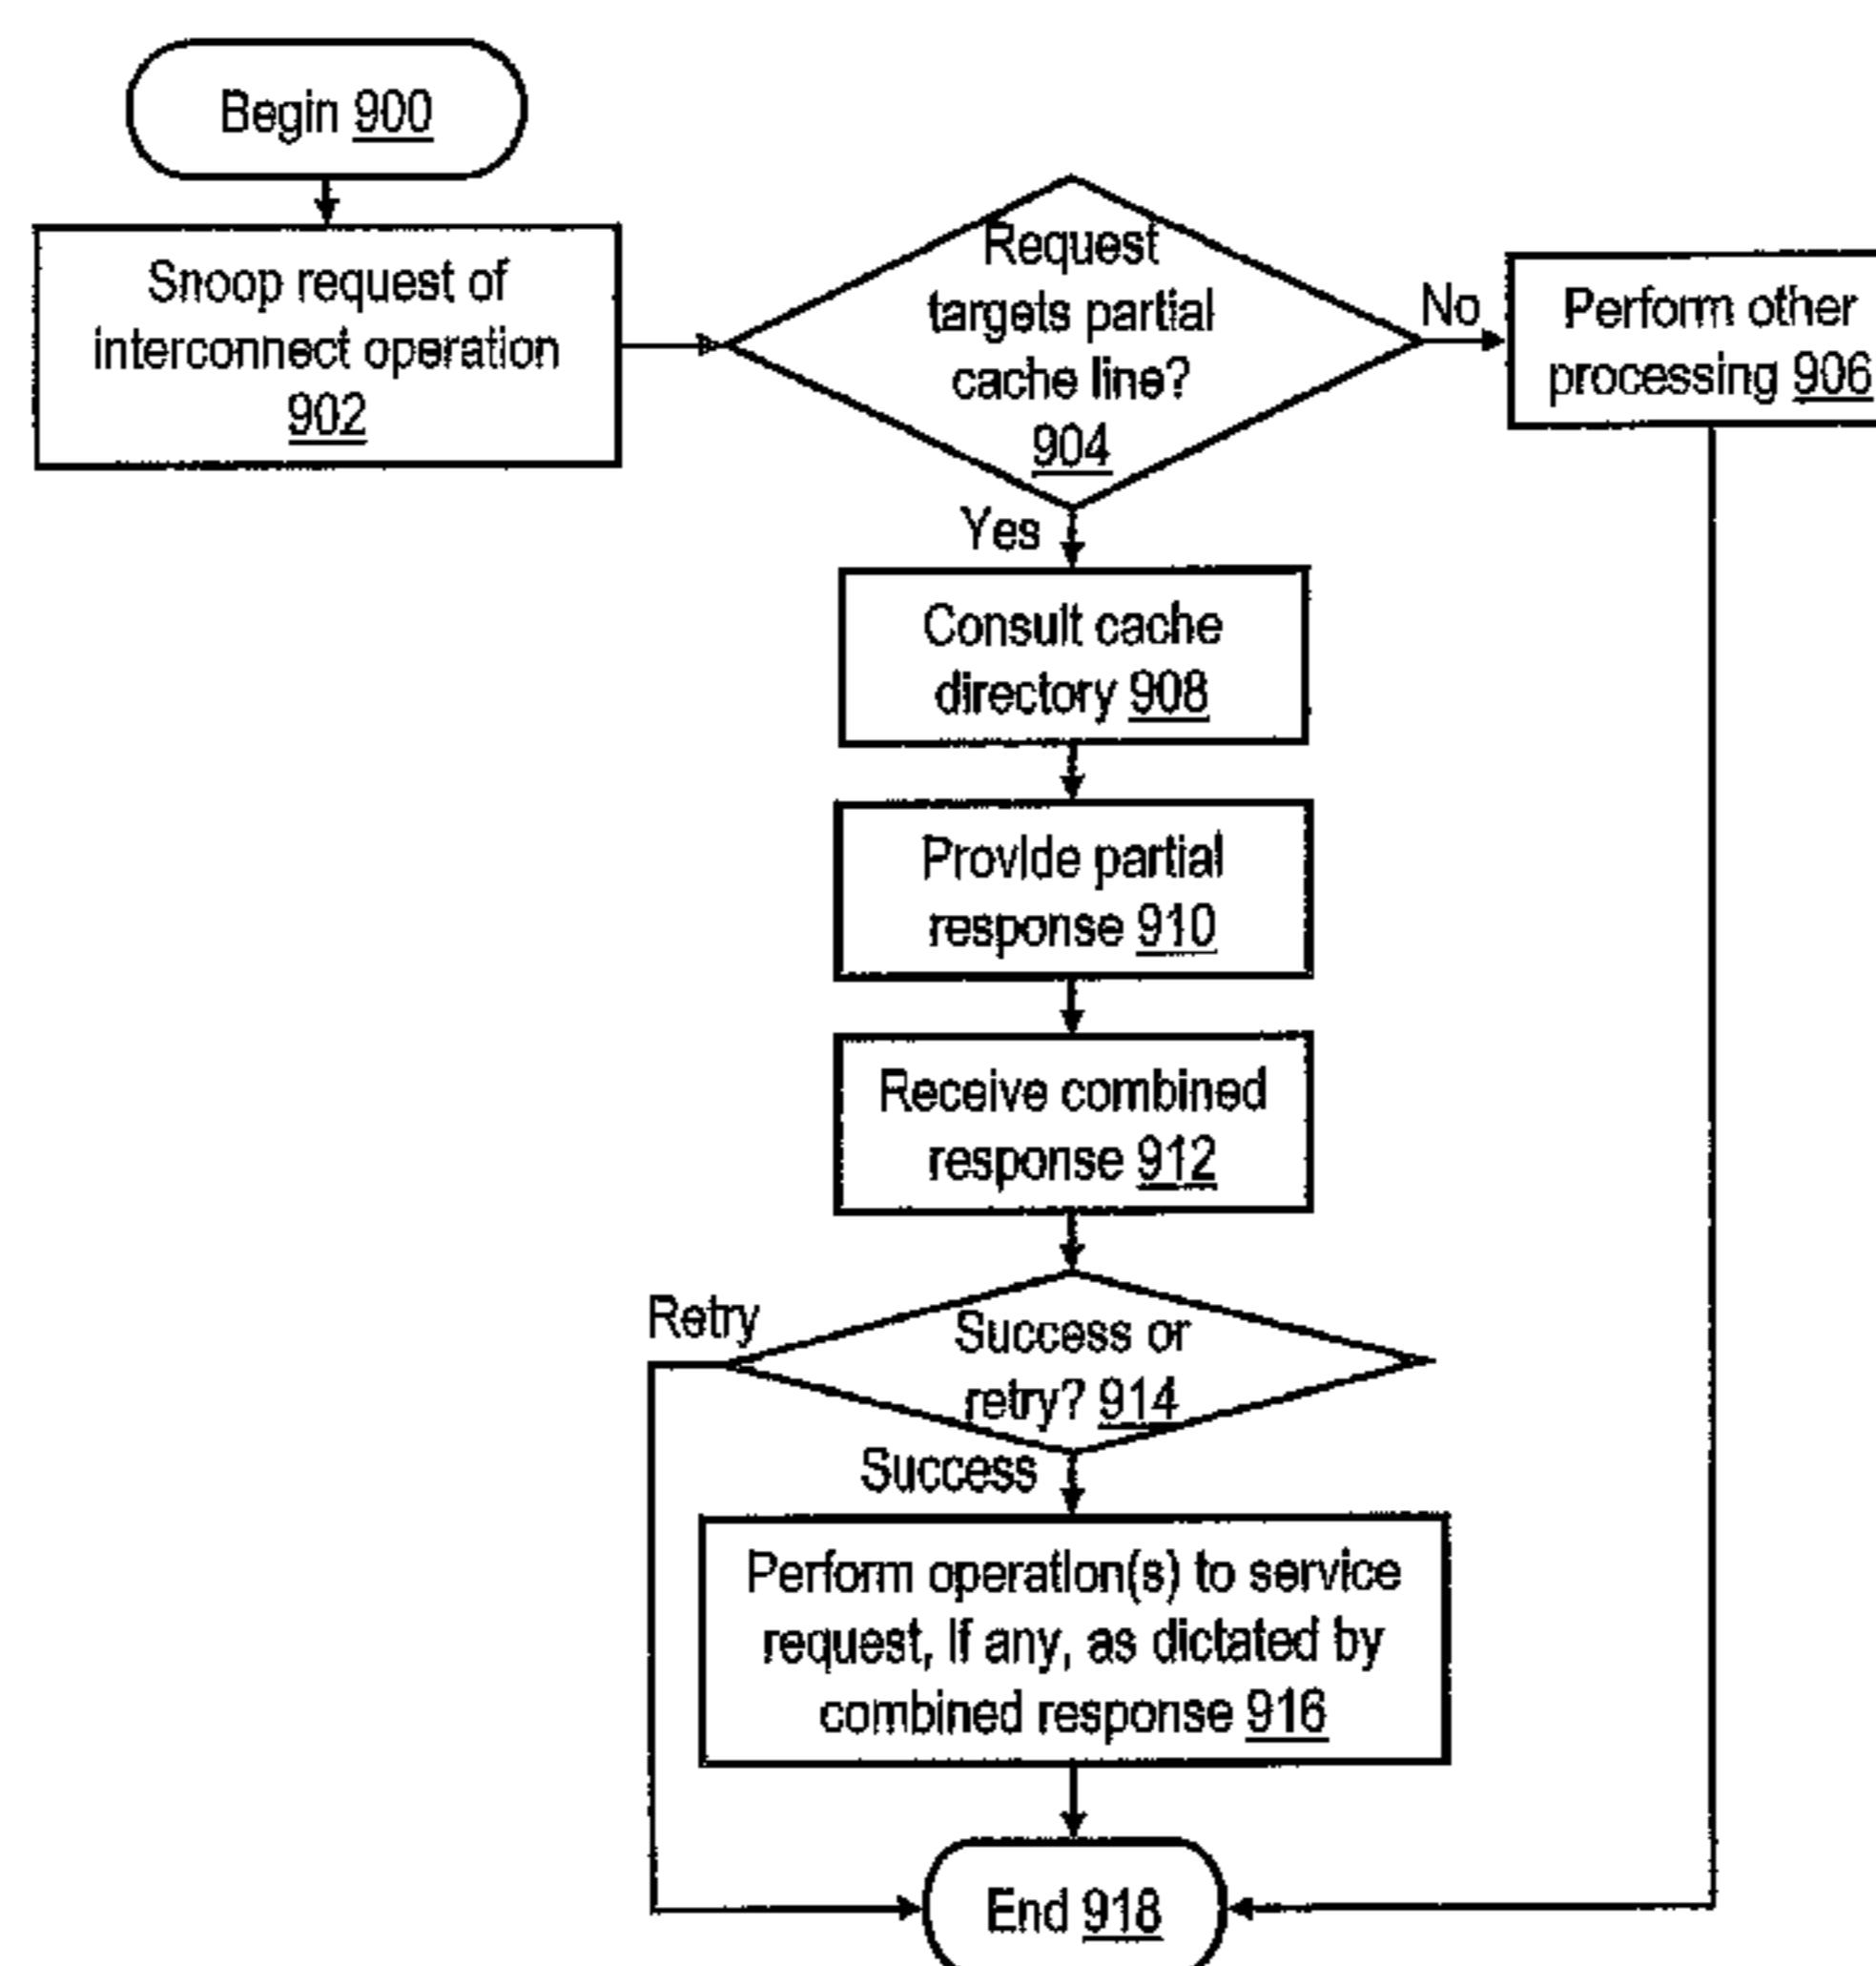 Begin 900
Snoop request of
interconnect operation
902
Request
targets partial
cache line?
904
No
Perform other
processing 906
Yes
Consult cache
directory 908
Provide partial
response 910
Receive combined
response 912
Retry
Success or
retry? 914
Success
Perform operation(s) to service
request, if any, as dictated by
combined response 916
End 918